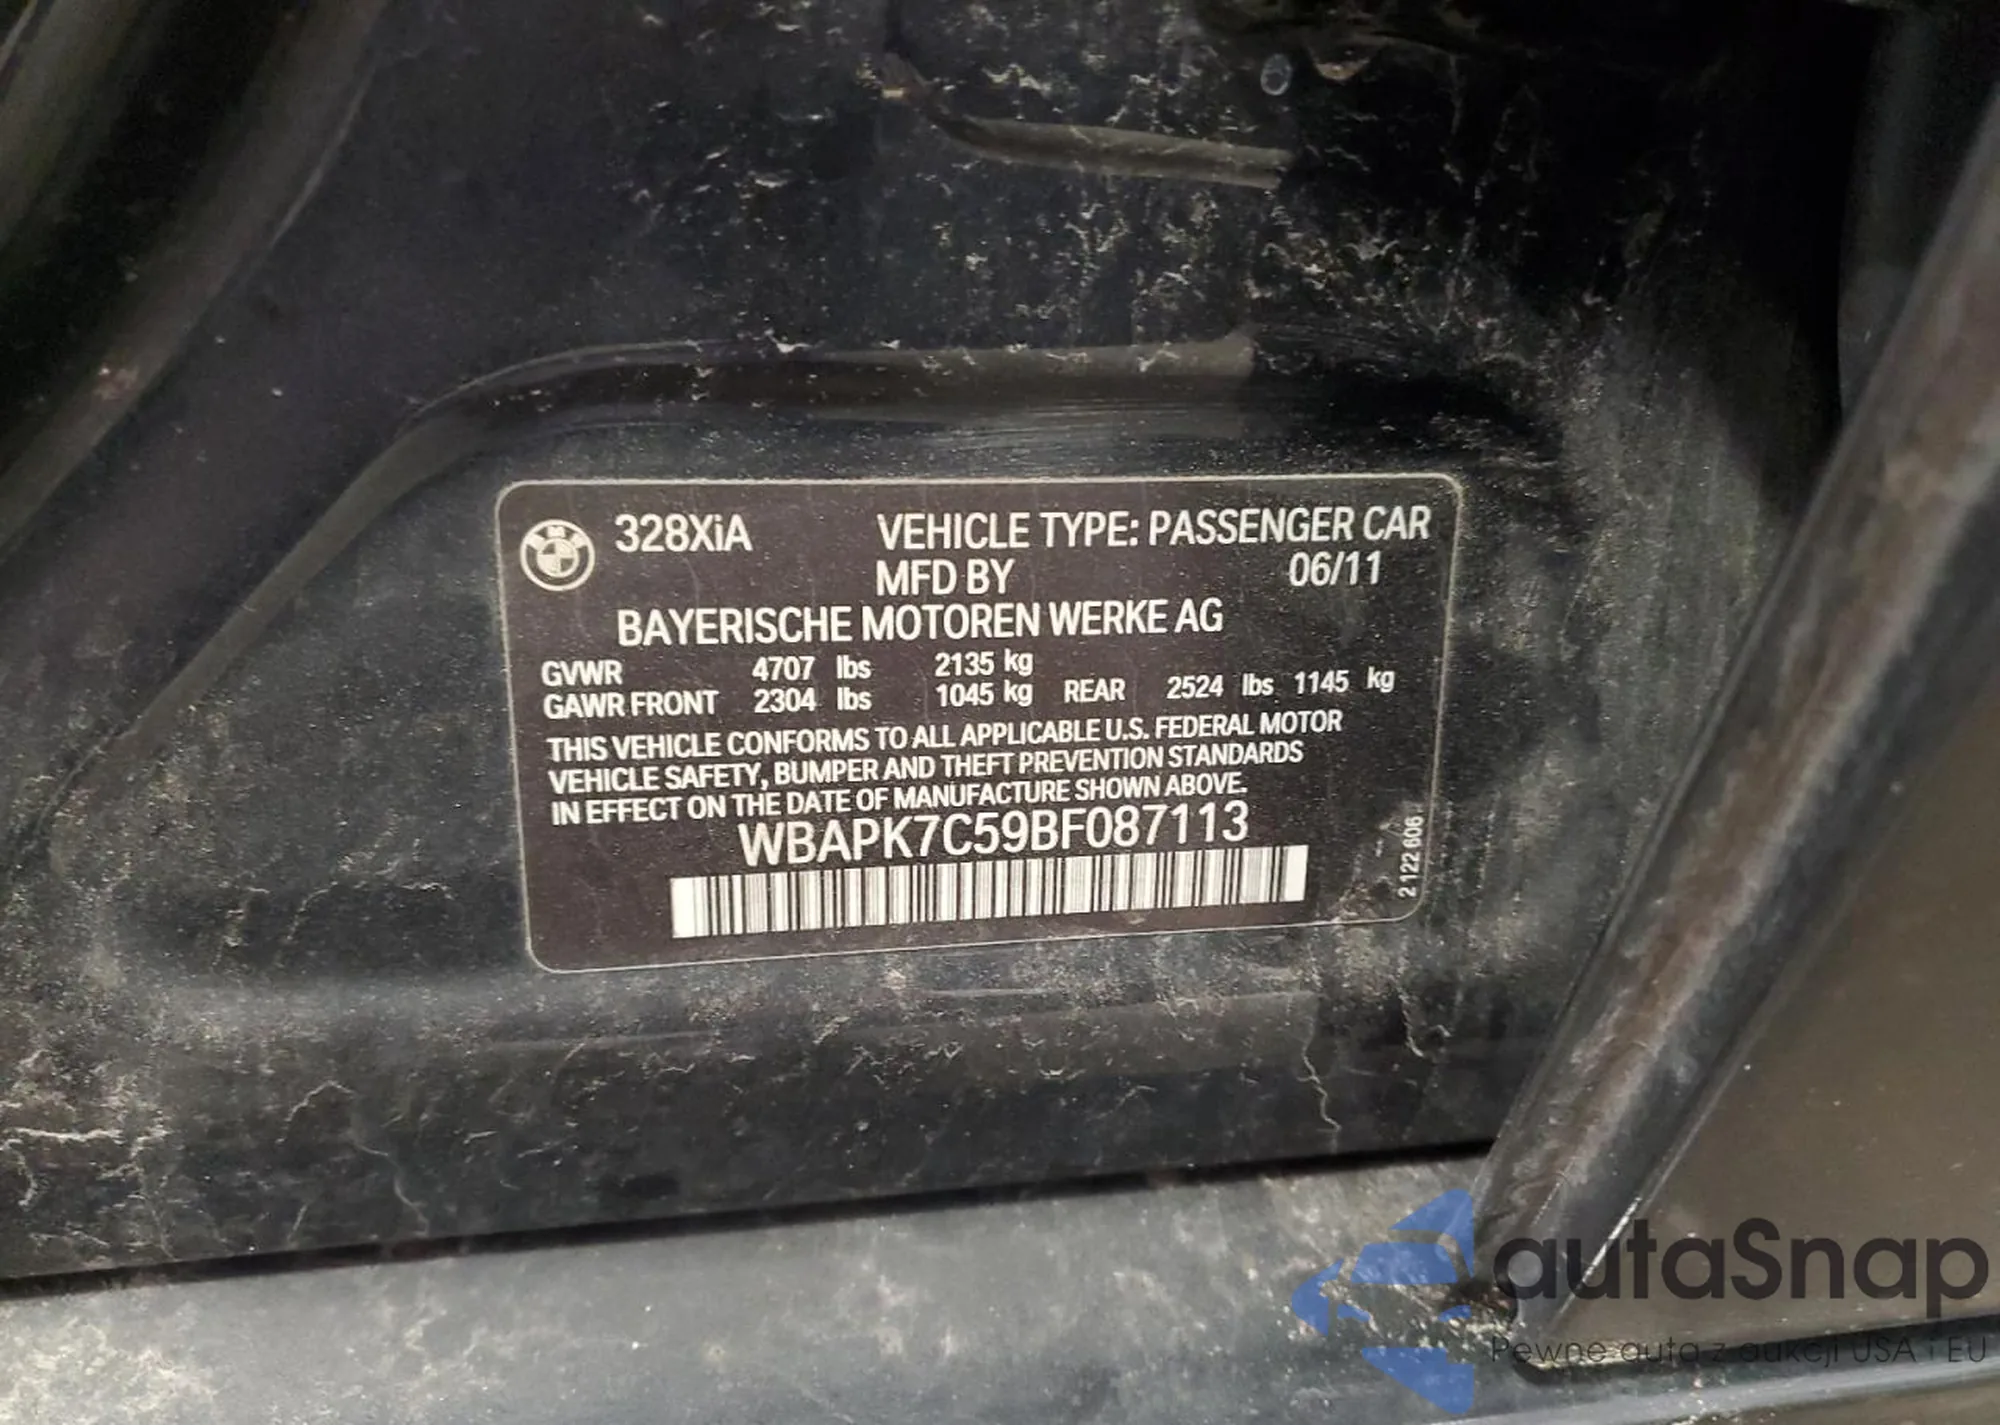 BMW
328XiA VEHICLE TYPE: PASSENGER CAR
MFD BY 06/11
BAYERISCHE MOTOREN WERKE AG
GVWR 4707 lbs 2135 kg
GAWR FRONT 2304 lbs 1045 kg REAR 2524 lbs 1145 kg
THIS VEHICLE CONFORMS TO ALL APPLICABLE U.S. FEDERAL MOTOR
VEHICLE SAFETY, BUMPER AND THEFT PREVENTION STANDARDS
IN EFFECT ON THE DATE OF MANUFACTURE SHOWN ABOVE.
WBAPK7C59BF087113
2 122 606
autaSnap
Pewne auta z aukcji USA i EU